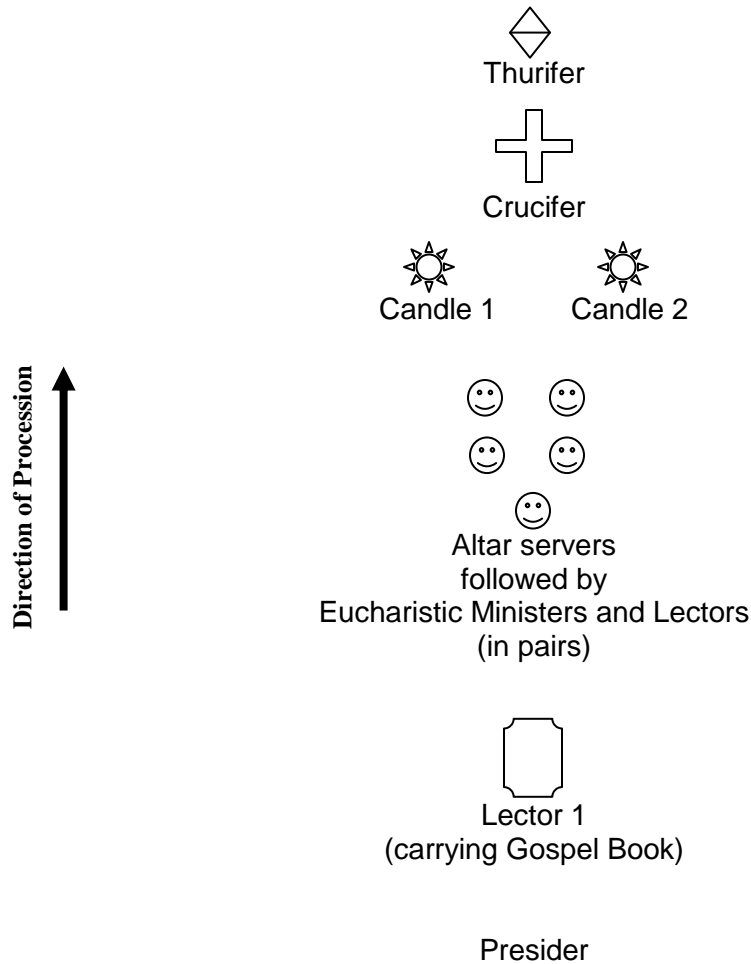 Thurifer
Crucifer
Candle 1
Candle 2
Direction of Procession
Altar servers
followed by
Eucharistic Ministers and Lectors
(in pairs)
Lector 1
(carrying Gospel Book)
Presider